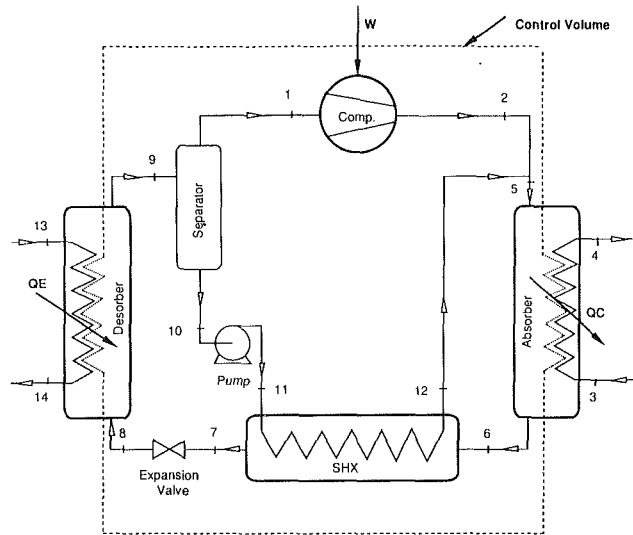 W
Control Volume
1
2
Comp.
9
5
Separator
13
4
QE
Desorber
Absorber
QC
10
14
Pump
11
12
3
8
7
6
Expansion
Valve
SHX